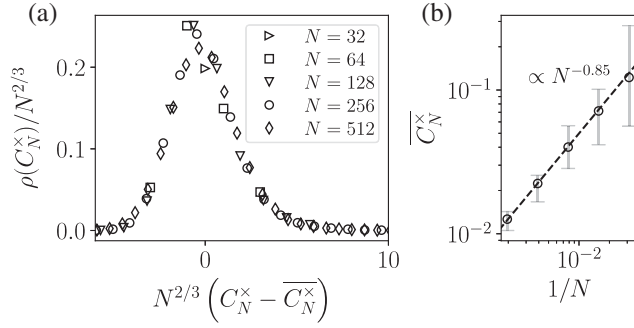 (a)
ρ(C_N^×)/N^{2/3}
0.2
0.1
0.0
N = 32
N = 64
N = 128
N = 256
N = 512
0
10
N^{2/3} (C_N^× − \overline{C_N^×})
(b)
∝ N^{−0.85}
\overline{C_N^×}
10^{−1}
10^{−2}
10^{−2}
1/N